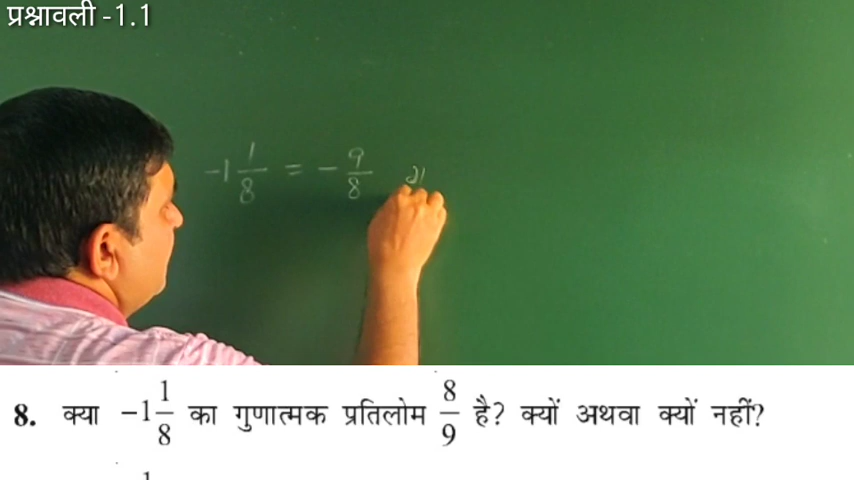 प्रश्नावली -1.1
-1 1/8 = - 9/8
8. क्या -1 1/8 का गुणात्मक प्रतिलोम 8/9 है? क्यों अथवा क्यों नहीं?